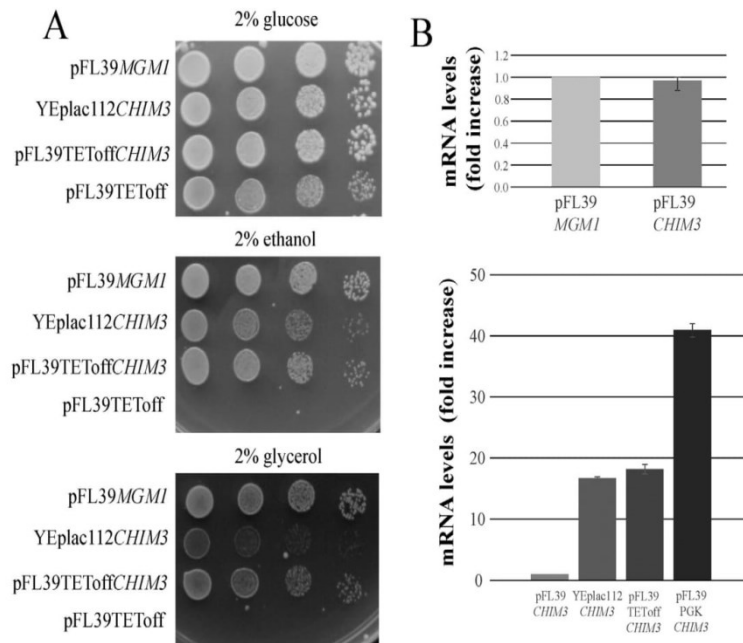 A
2% glucose
pFL39MGM1
YEplac112CHIM3
pFL39TEToffCHIM3
pFL39TEToff
2% ethanol
pFL39MGM1
YEplac112CHIM3
pFL39TEToffCHIM3
pFL39TEToff
2% glycerol
pFL39MGM1
YEplac112CHIM3
pFL39TEToffCHIM3
pFL39TEToff
B
mRNA levels
(fold increase)
1.2
1.0
0.8
0.6
0.4
0.2
0.0
pFL39 pFL39
MGM1 CHIM3
mRNA levels (fold increase)
50
40
30
20
10
0
pFL39 YEplac112 pFL39 pFL39
CHIM3 CHIM3 TEToff PGK
CHIM3 CHIM3